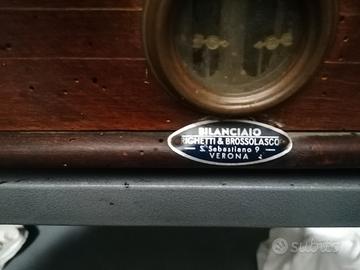 BILANCIAIO
RIGHETTI & BROSSOLASCO
S. Sebastiano 9
VERONA
subito